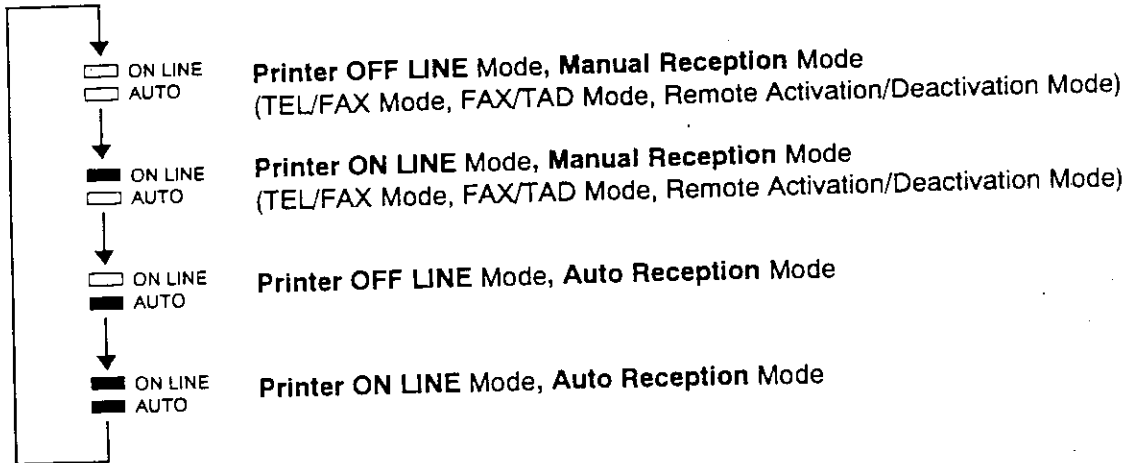 ON LINE
AUTO
Printer OFF LINE Mode, Manual Reception Mode
(TEL/FAX Mode, FAX/TAD Mode, Remote Activation/Deactivation Mode)
ON LINE
AUTO
Printer ON LINE Mode, Manual Reception Mode
(TEL/FAX Mode, FAX/TAD Mode, Remote Activation/Deactivation Mode)
ON LINE
AUTO
Printer OFF LINE Mode, Auto Reception Mode
ON LINE
AUTO
Printer ON LINE Mode, Auto Reception Mode